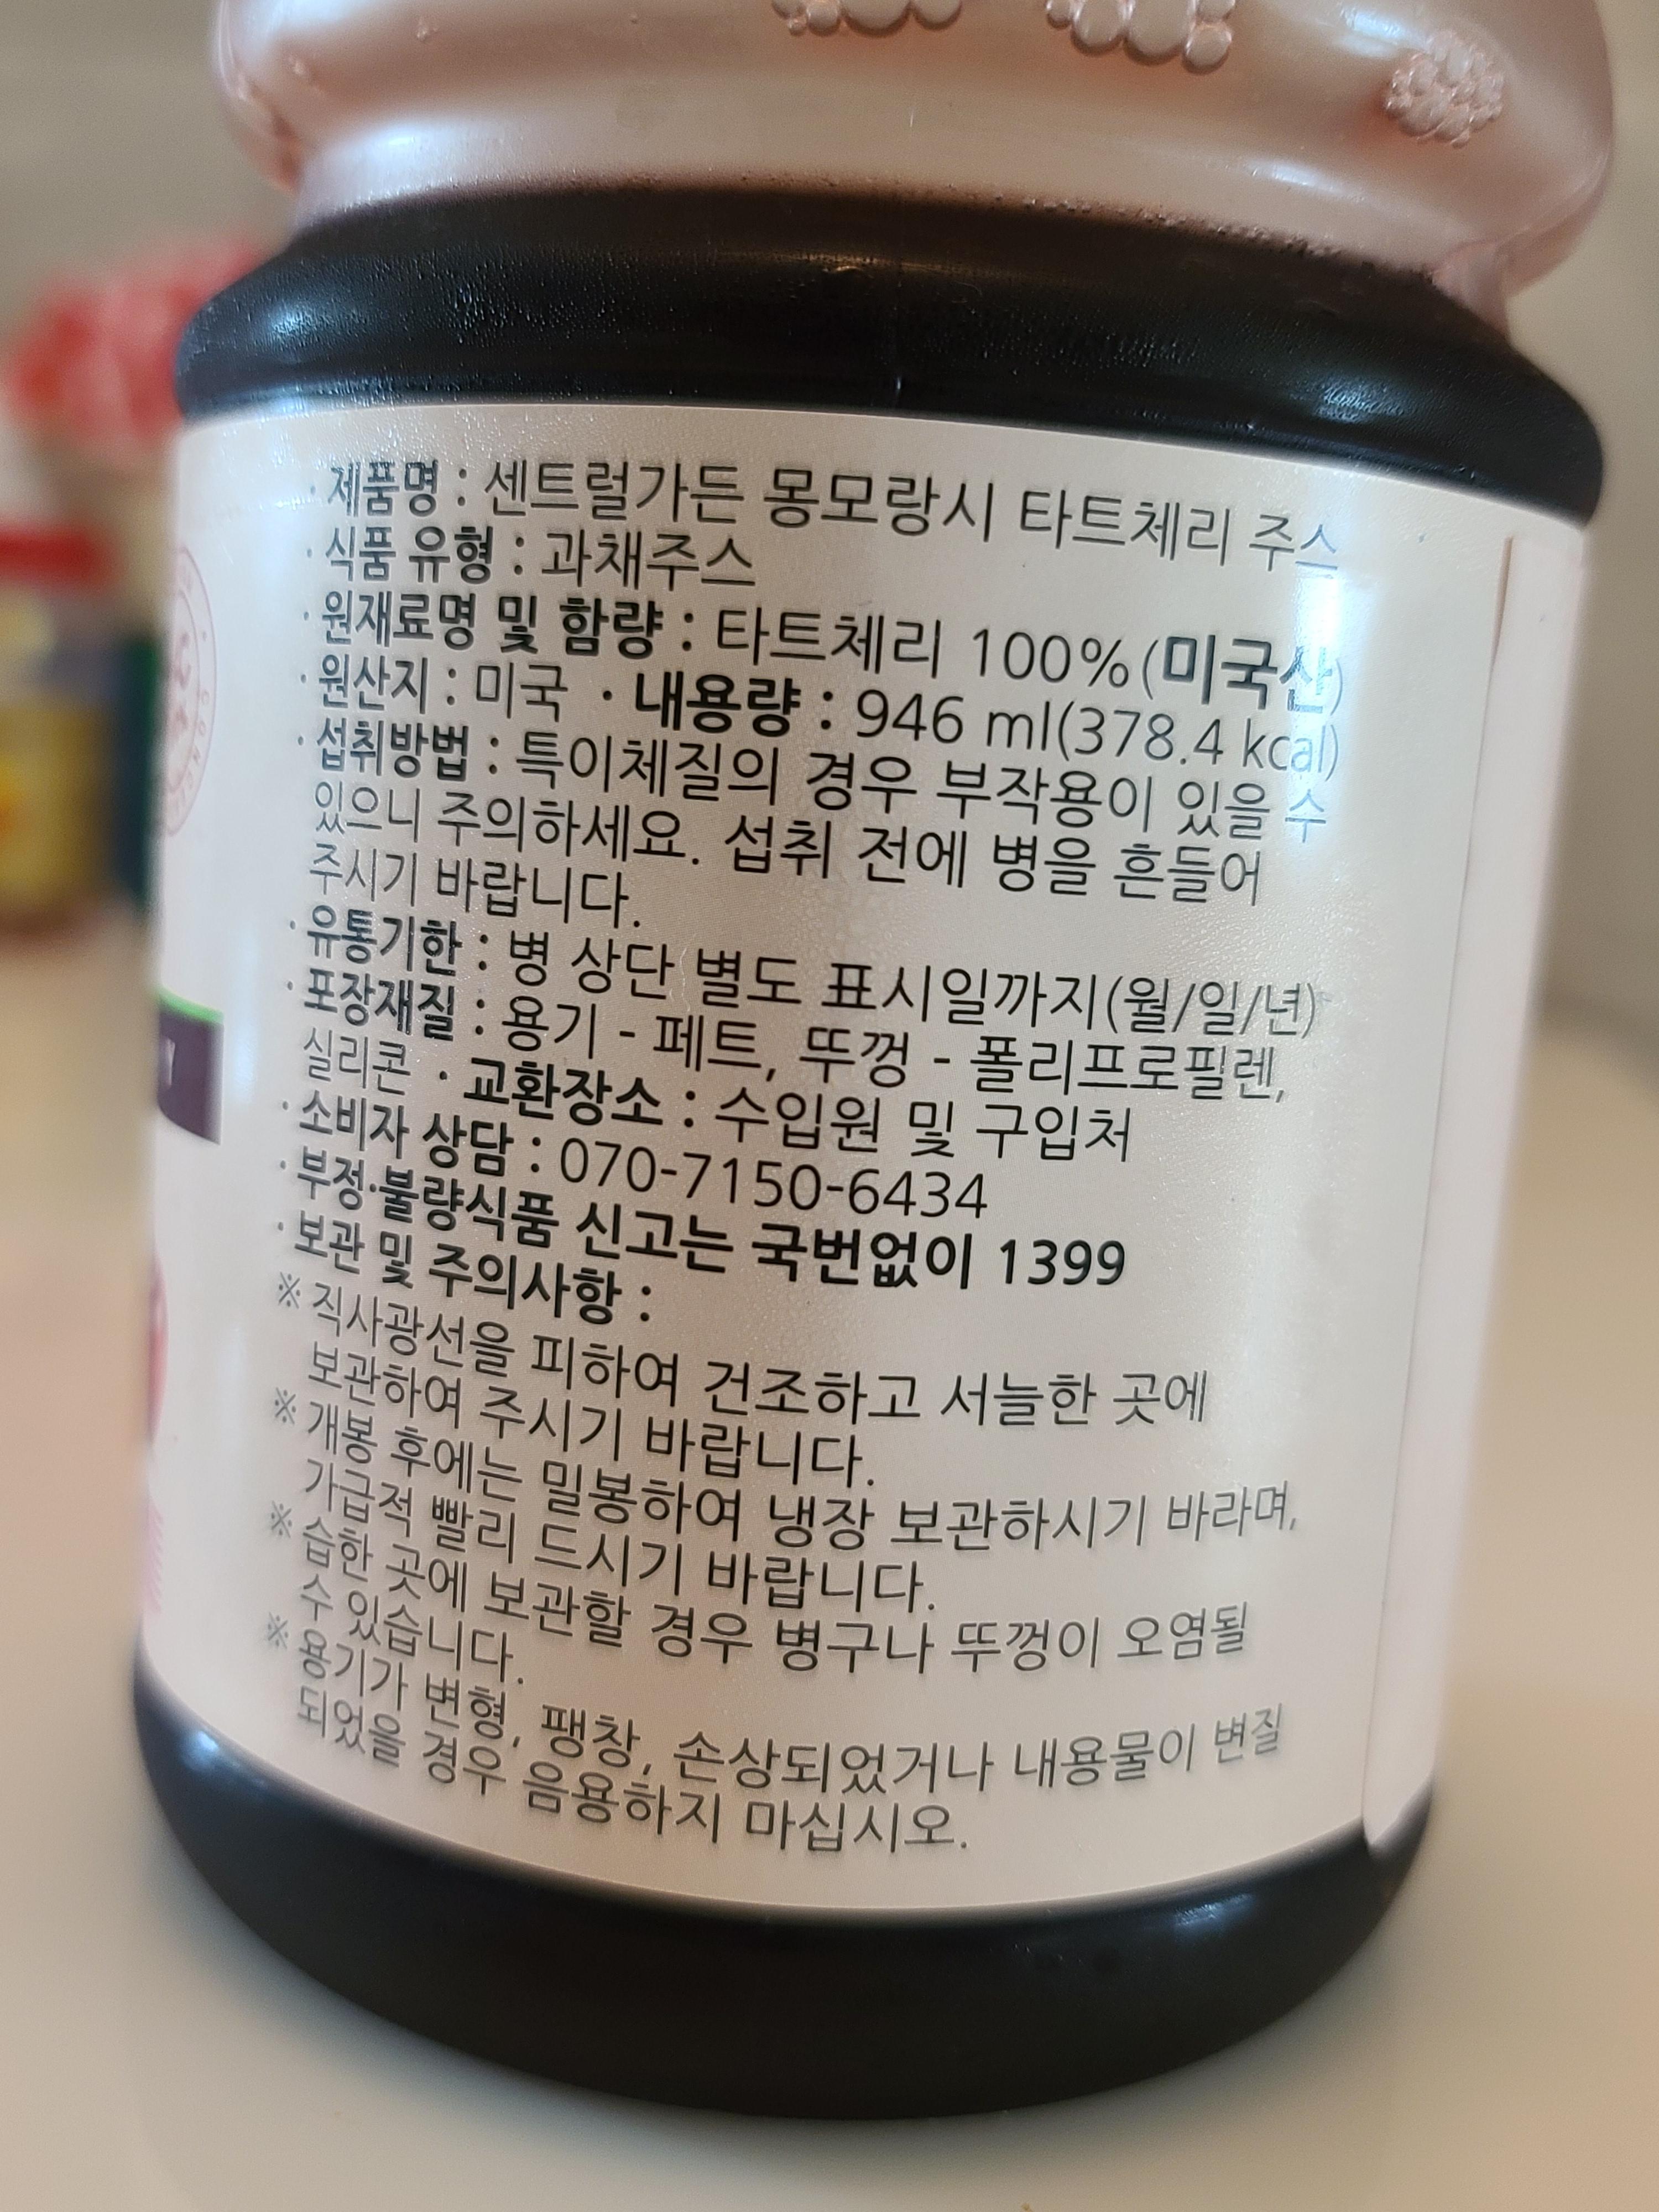 · 제품명 : 센트럴가든 몽모랑시 타트체리 주스
· 식품 유형 : 과채주스
· 원재료명 및 함량 : 타트체리 100%(미국산)
· 원산지 : 미국 · 내용량 : 946 ml(378.4 kcal)
· 섭취방법 : 특이체질의 경우 부작용이 있을 수
있으니 주의하세요. 섭취 전에 병을 흔들어
주시기 바랍니다.
· 유통기한 : 병 상단 별도 표시일까지(월/일/년)
· 포장재질 : 용기 - 페트, 뚜껑 - 폴리프로필렌,
실리콘 · 교환장소 : 수입원 및 구입처
· 소비자 상담 : 070-7150-6434
· 부정·불량식품 신고는 국번없이 1399
· 보관 및 주의사항 :
※ 직사광선을 피하여 건조하고 서늘한 곳에
보관하여 주시기 바랍니다.
※ 개봉 후에는 밀봉하여 냉장 보관하시기 바라며,
가급적 빨리 드시기 바랍니다.
※ 습한 곳에 보관할 경우 병구나 뚜껑이 오염될
수 있습니다.
※ 용기가 변형, 팽창, 손상되었거나 내용물이 변질
되었을 경우 음용하지 마십시오.